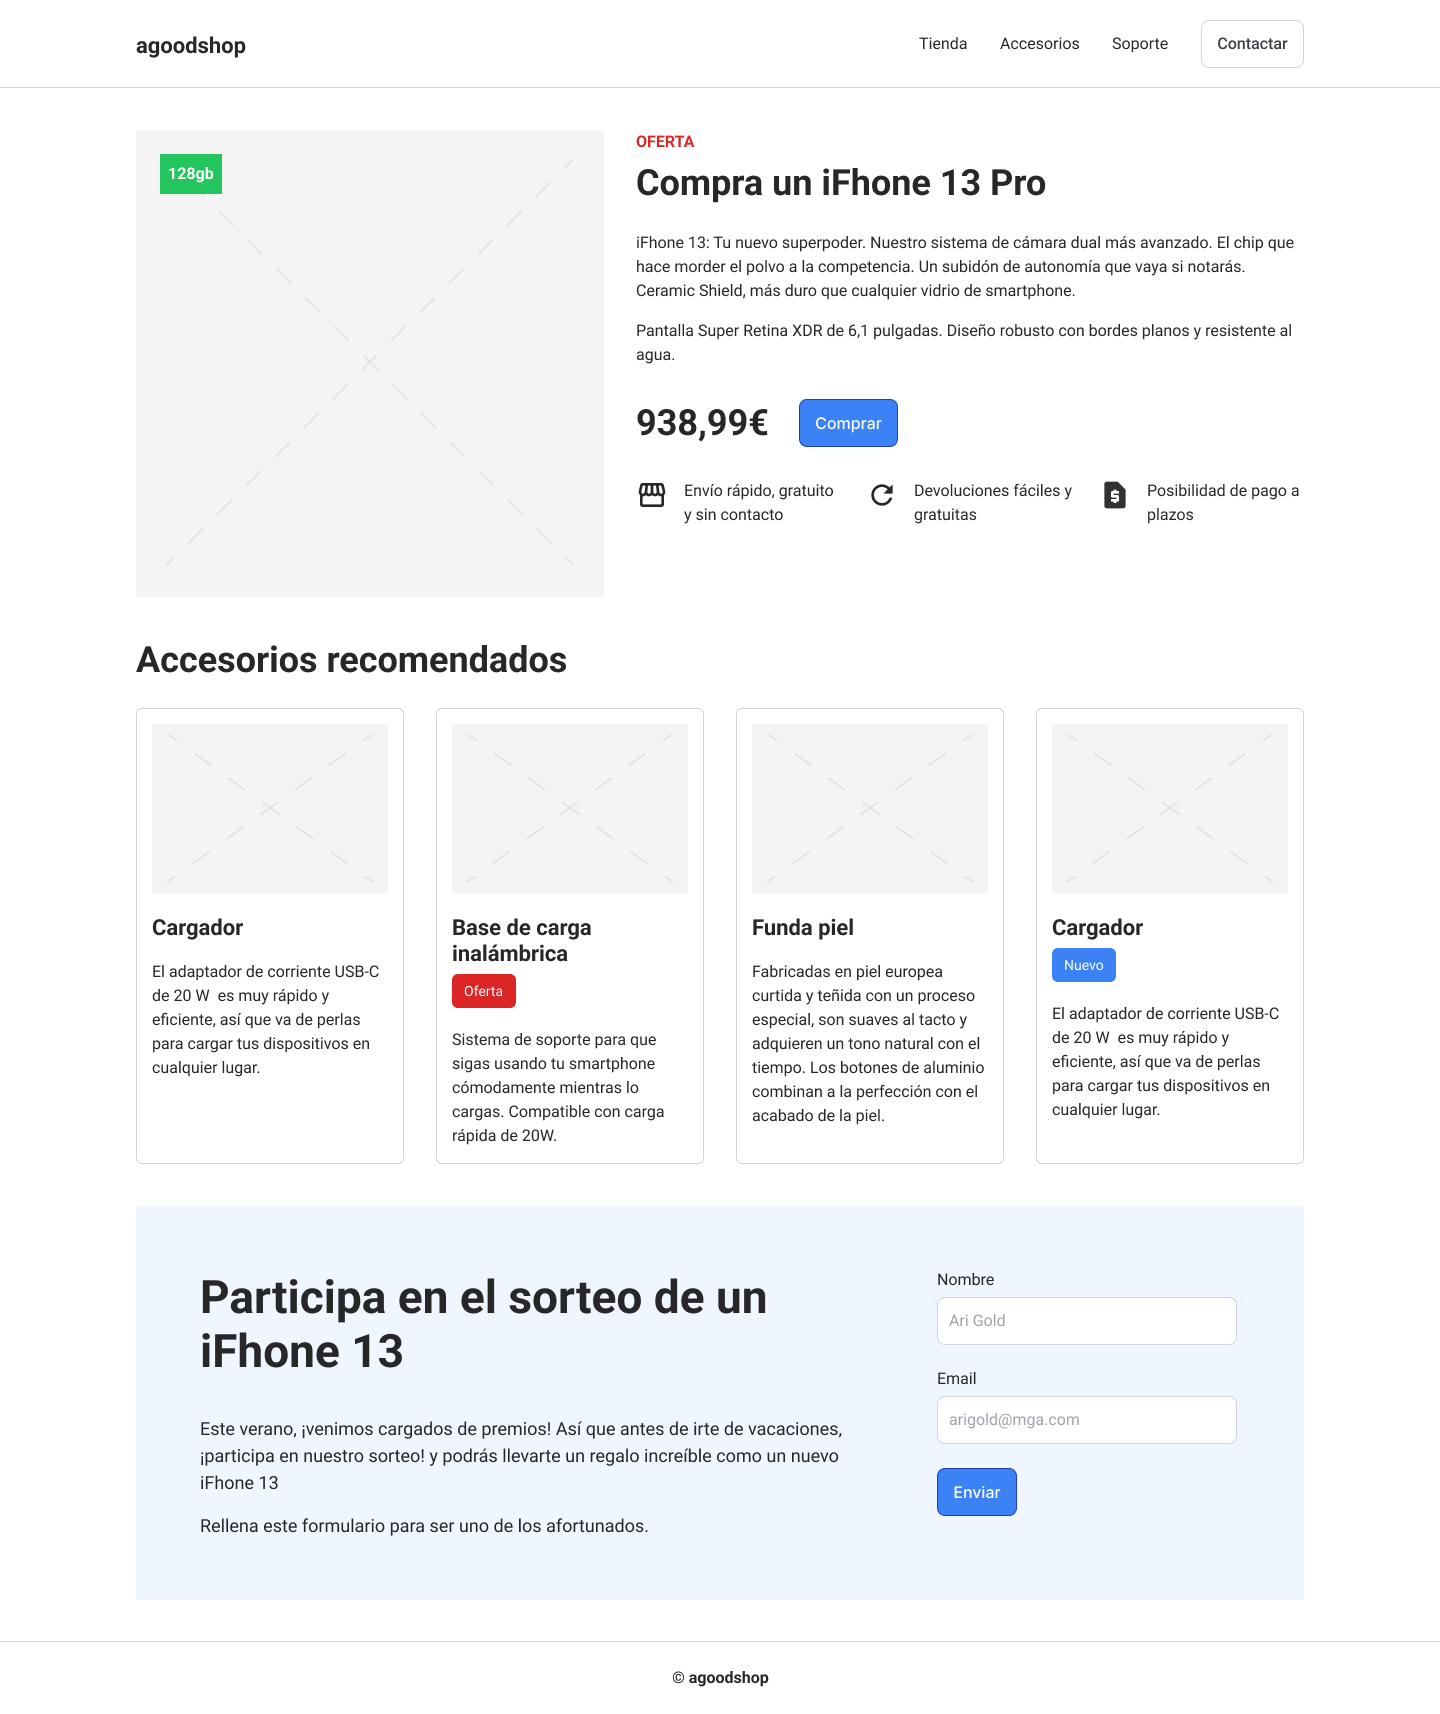 agoodshop
Tienda
Accesorios
Soporte
Contactar
128gb
OFERTA
Compra un iFhone 13 Pro
iFhone 13: Tu nuevo superpoder. Nuestro sistema de cámara dual más avanzado. El chip que
hace morder el polvo a la competencia. Un subidón de autonomía que vaya si notarás.
Ceramic Shield, más duro que cualquier vidrio de smartphone.
Pantalla Super Retina XDR de 6,1 pulgadas. Diseño robusto con bordes planos y resistente al
agua.
938,99€
Comprar
Envío rápido, gratuito
y sin contacto
Devoluciones fáciles y
gratuitas
Posibilidad de pago a
plazos
Accesorios recomendados
Cargador
El adaptador de corriente USB-C
de 20 W  es muy rápido y
eficiente, así que va de perlas
para cargar tus dispositivos en
cualquier lugar.
Base de carga
inalámbrica
Oferta
Sistema de soporte para que
sigas usando tu smartphone
cómodamente mientras lo
cargas. Compatible con carga
rápida de 20W.
Funda piel
Fabricadas en piel europea
curtida y teñida con un proceso
especial, son suaves al tacto y
adquieren un tono natural con el
tiempo. Los botones de aluminio
combinan a la perfección con el
acabado de la piel.
Cargador
Nuevo
El adaptador de corriente USB-C
de 20 W  es muy rápido y
eficiente, así que va de perlas
para cargar tus dispositivos en
cualquier lugar.
Participa en el sorteo de un
iFhone 13
Este verano, ¡venimos cargados de premios! Así que antes de irte de vacaciones,
¡participa en nuestro sorteo! y podrás llevarte un regalo increíble como un nuevo
iFhone 13
Rellena este formulario para ser uno de los afortunados.
Nombre
Ari Gold
Email
arigold@mga.com
Enviar
© agoodshop